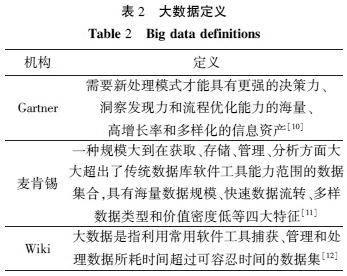 表 2 大数据定义
Table 2 Big data definitions
机构 定义
需要新处理模式才能具有更强的决策力、
Gartner 洞察发现力和流程优化能力的海量、
高增长率和多样化的信息资产[10]
一种规模大到在获取、存储、管理、分析方面大
大超出了传统数据库软件工具能力范围的数据
麦肯锡
集合,具有海量数据规模、快速数据流转、多样
数据类型和价值密度低等四大特征[11]
大数据是指利用常用软件工具捕获、管理和处
Wiki
理数据所耗时间超过可容忍时间的数据集[12]